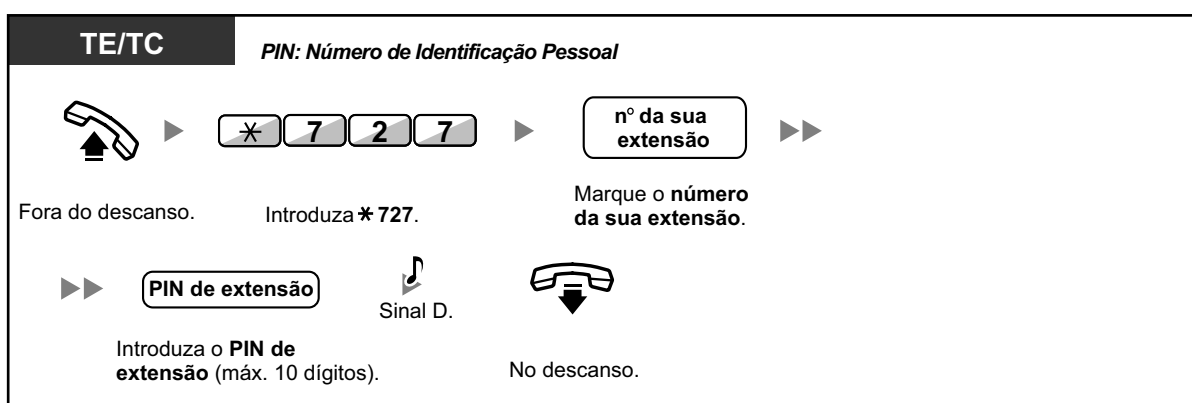 TE/TC
PIN: Número de Identificação Pessoal
* 7 2 7
nº da sua
extensão
Fora do descanso.
Introduza * 727.
Marque o número
da sua extensão.
PIN de extensão
Sinal D.
Introduza o PIN de
extensão (máx. 10 dígitos).
No descanso.